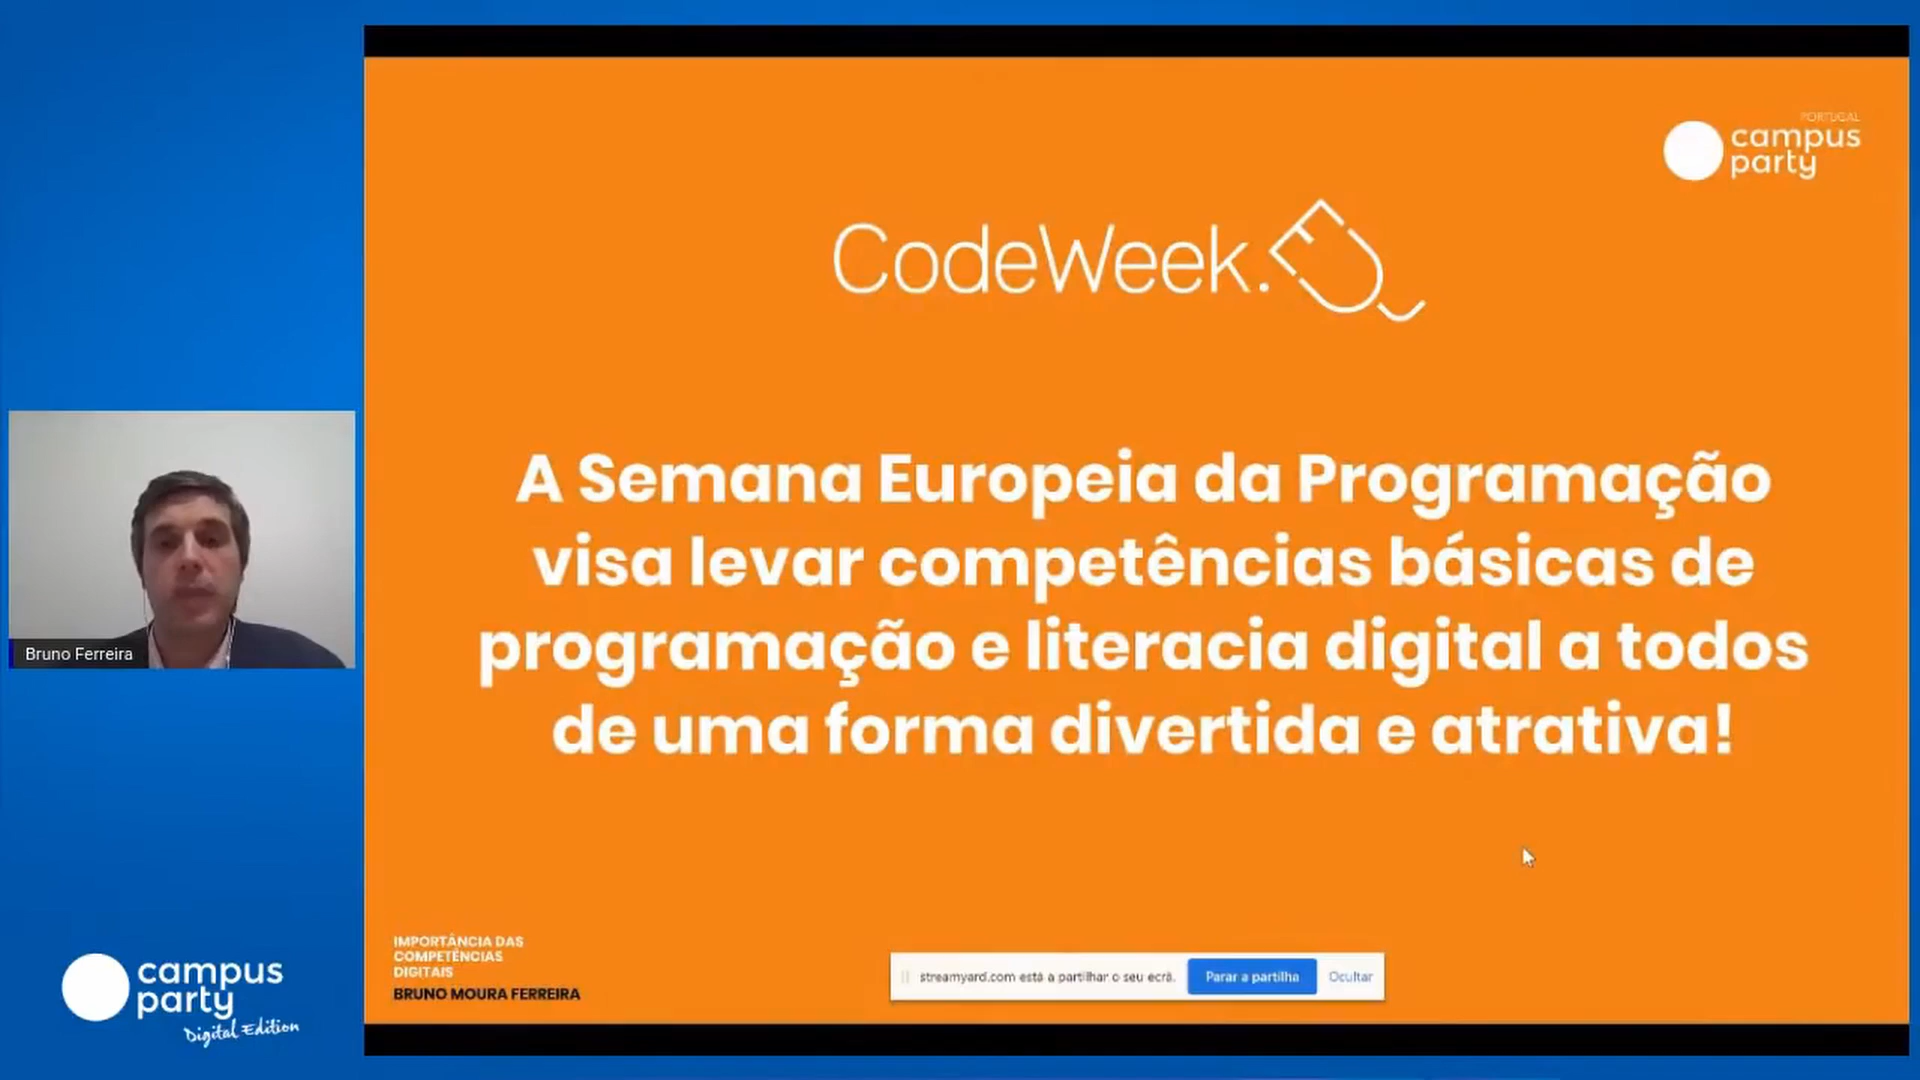 PORTUGAL
campus
party
CodeWeek.
A Semana Europeia da Programação
visa levar competências básicas de
programação e literacia digital a todos
de uma forma divertida e atrativa!
Bruno Ferreira
IMPORTÂNCIA DAS
COMPETÊNCIAS
DIGITAIS
BRUNO MOURA FERREIRA
streamyard.com está a partilhar o seu ecrã. Parar a partilha Ocultar
campus
party
Digital Edition